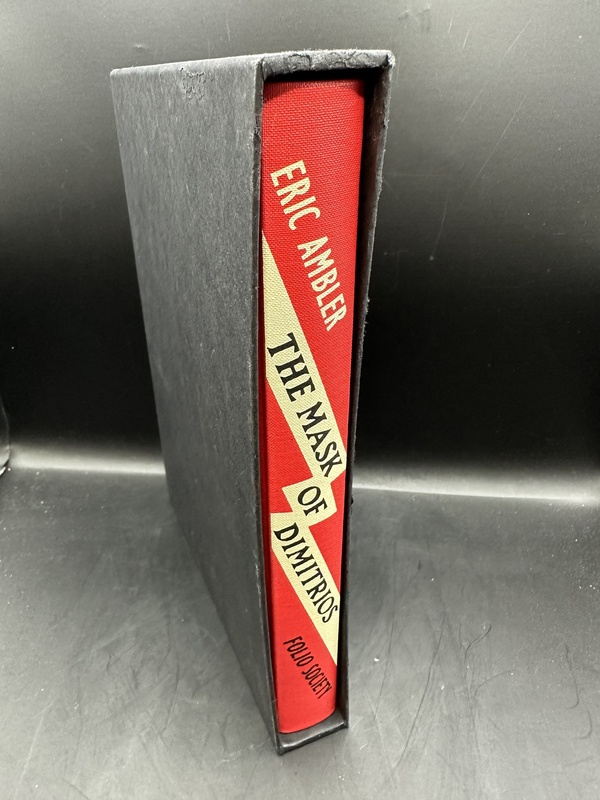 ERIC AMBLER
THE MASK
OF
DIMITRIOS
FOLIO SOCIETY